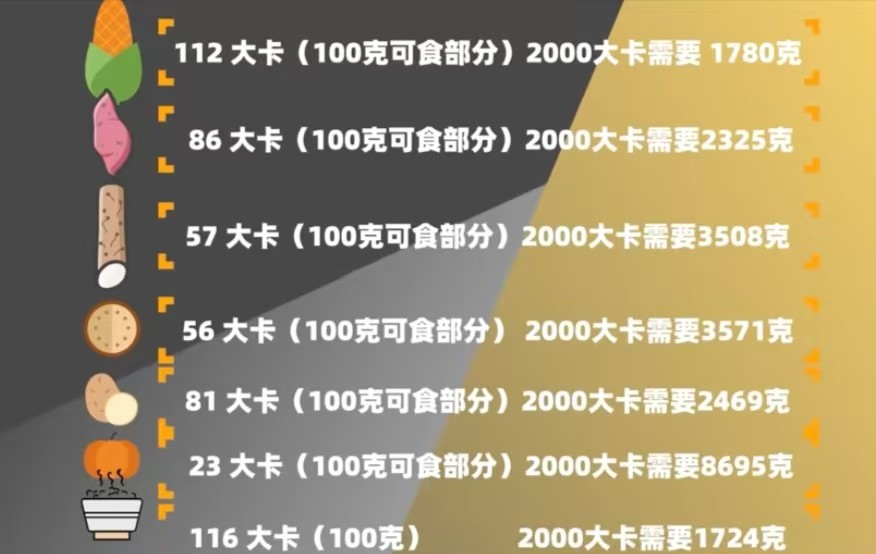 112 大卡（100克可食部分）2000大卡需要 1780克
86 大卡（100克可食部分）2000大卡需要2325克
57 大卡（100克可食部分）2000大卡需要3508克
56 大卡（100克可食部分） 2000大卡需要3571克
81 大卡（100克可食部分）2000大卡需要2469克
23 大卡（100克可食部分）2000大卡需要8695克
116 大卡（100克） 2000大卡需要1724克